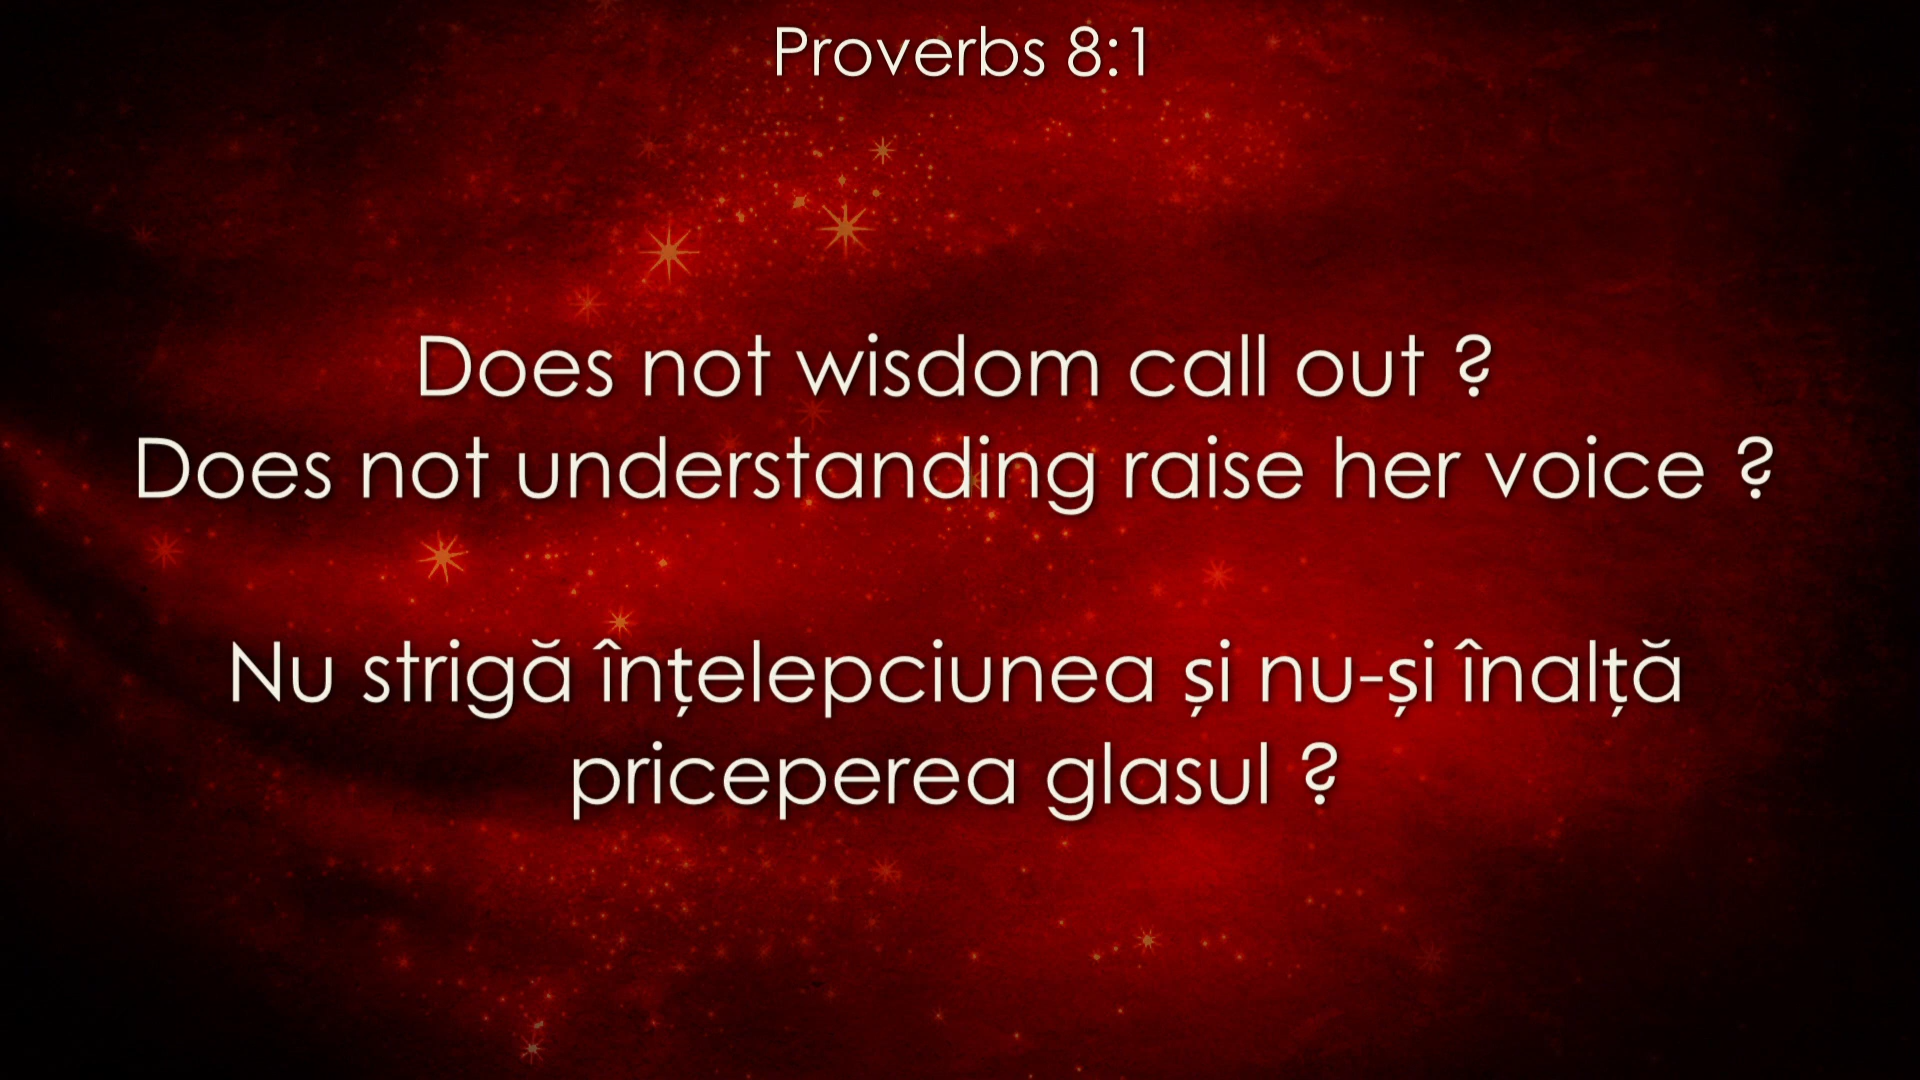 Proverbs 8:1
Does not wisdom call out ?
Does not understanding raise her voice ?
Nu strigă înțelepciunea și nu-și înalță
priceperea glasul ?